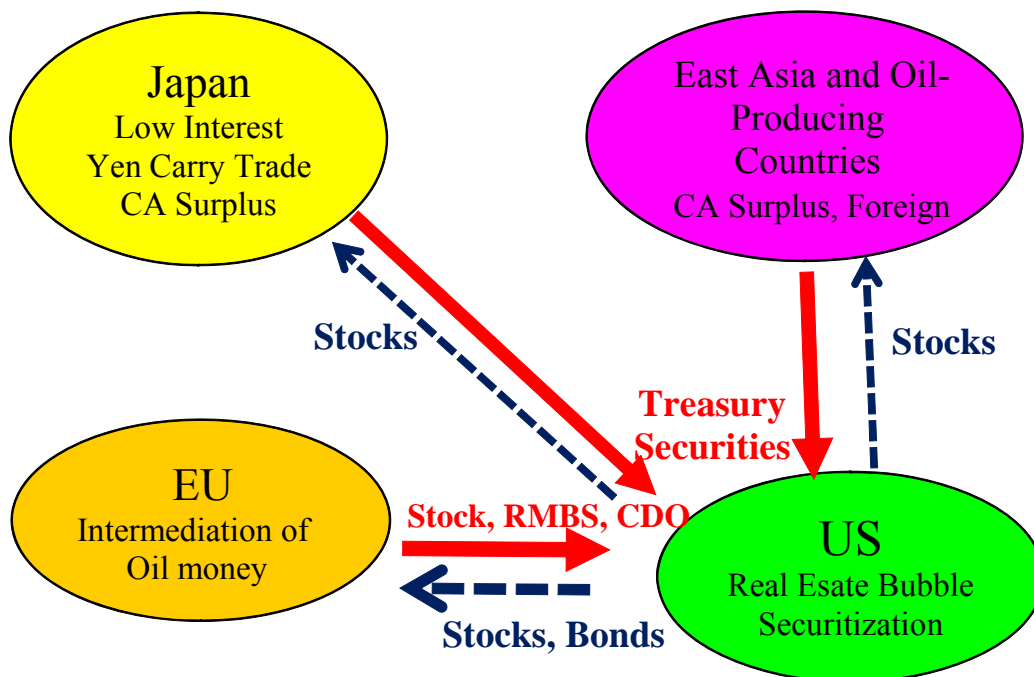 Japan
Low Interest
Yen Carry Trade
CA Surplus
East Asia and Oil-
Producing
Countries
CA Surplus, Foreign
Stocks
Stocks
Treasury
Securities
EU
Intermediation of
Oil money
Stock, RMBS, CDO
Stocks, Bonds
US
Real Esate Bubble
Securitization